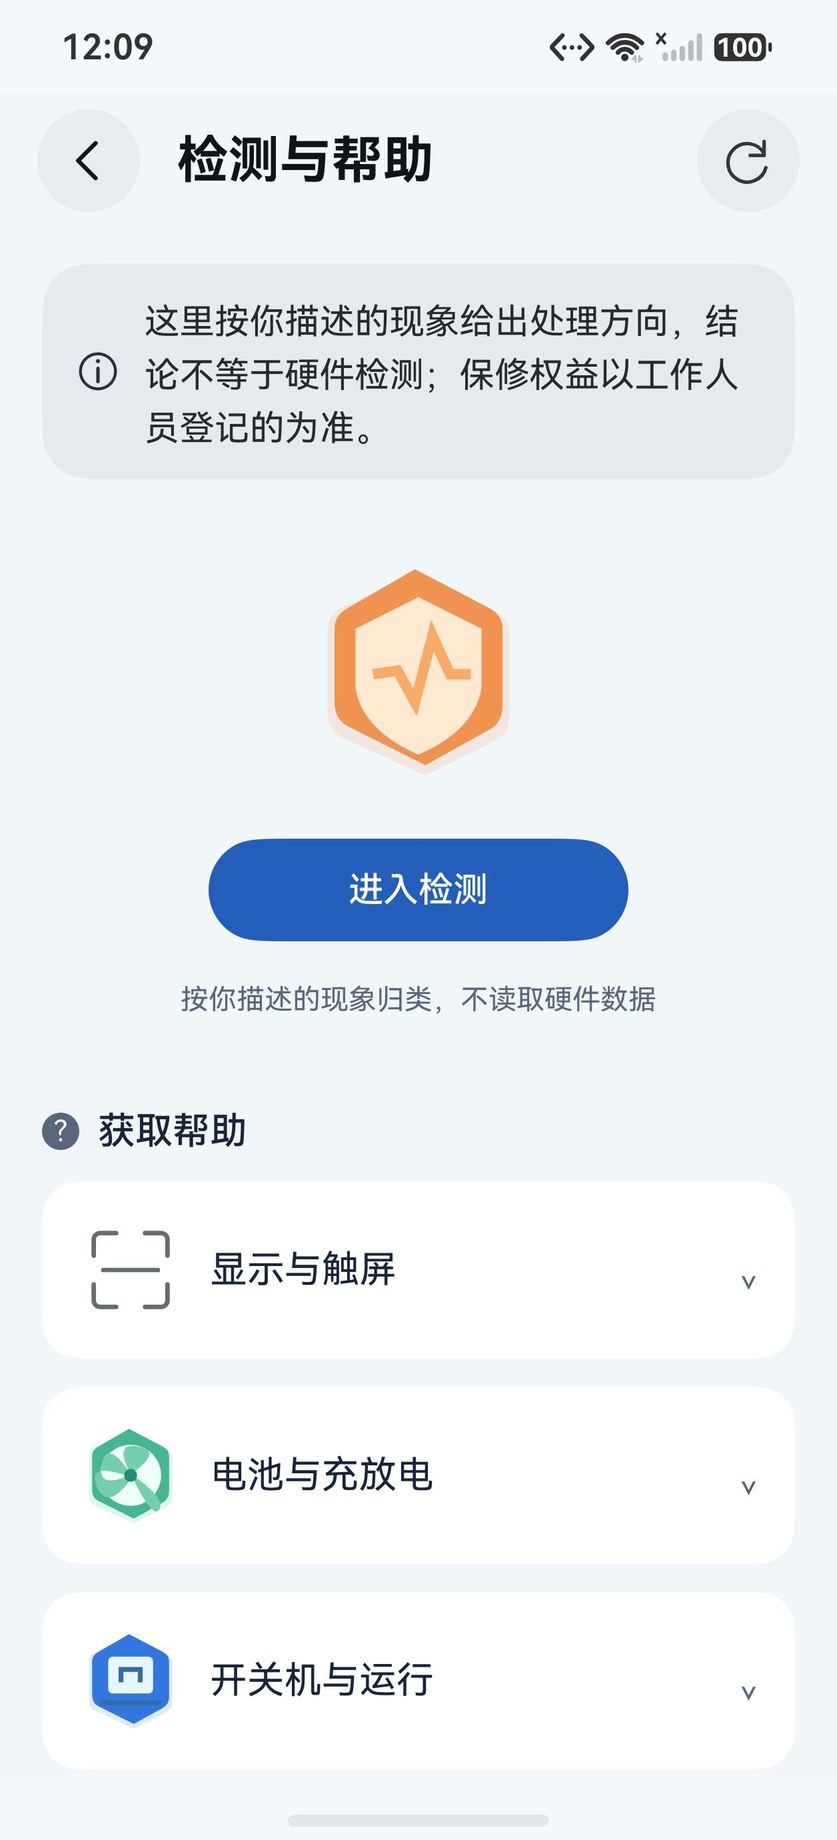 12:09
100
检测与帮助
这里按你描述的现象给出处理方向，结
论不等于硬件检测；保修权益以工作人
员登记的为准。
进入检测
按你描述的现象归类，不读取硬件数据
? 获取帮助
显示与触屏
电池与充放电
开关机与运行